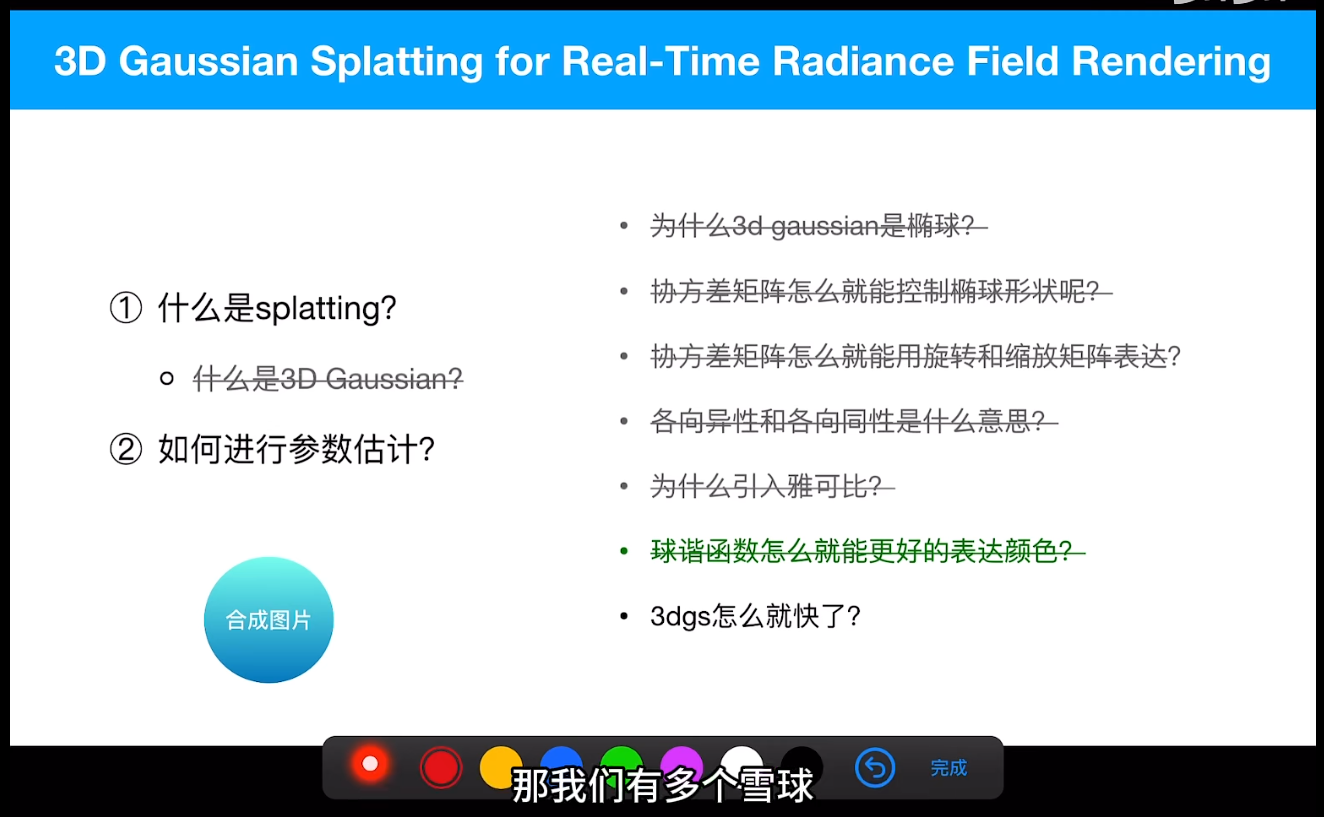 3D Gaussian Splatting for Real-Time Radiance Field Rendering
① 什么是splatting?
什么是3D Gaussian?
② 如何进行参数估计?
合成图片
为什么3d gaussian是椭球?
协方差矩阵怎么就能控制椭球形状呢?
协方差矩阵怎么就能用旋转和缩放矩阵表达?
各向异性和各向同性是什么意思?
为什么引入雅可比?
球谐函数怎么就能更好的表达颜色?
3dgs怎么就快了?
完成
那我们有多个雪球